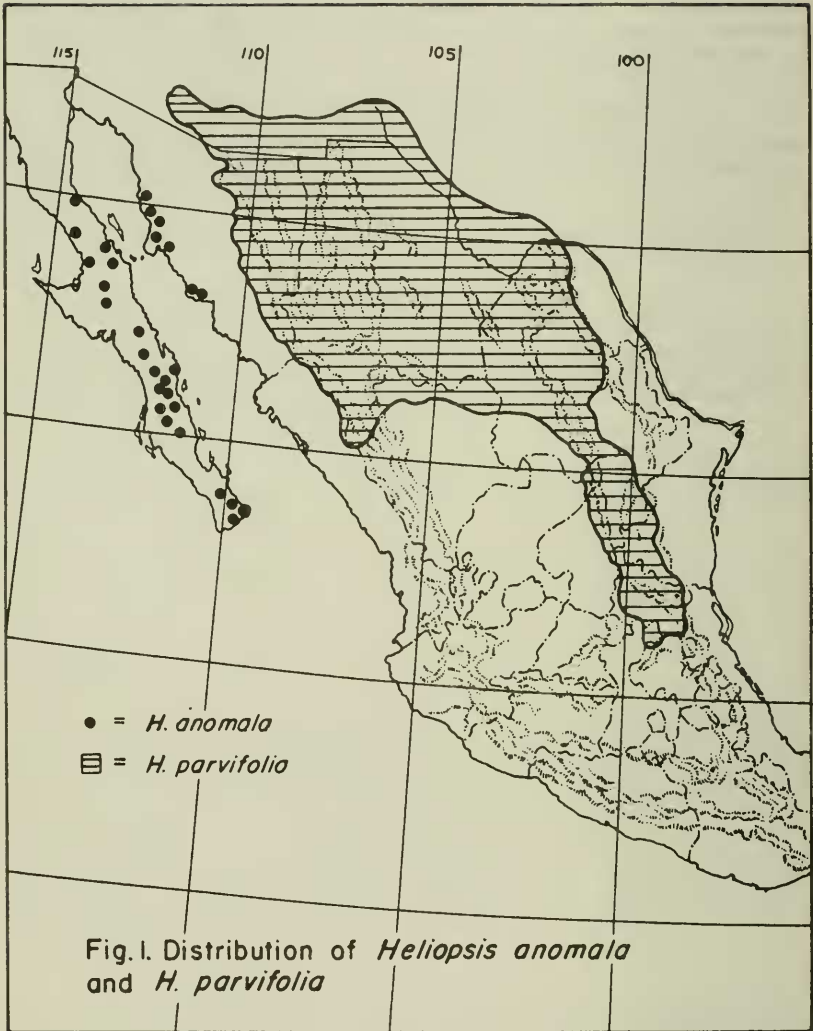 115
110
105
100
• = H. anomala
= H. parvifolia
Fig. 1. Distribution of Heliopsis anomala
and H. parvifolia